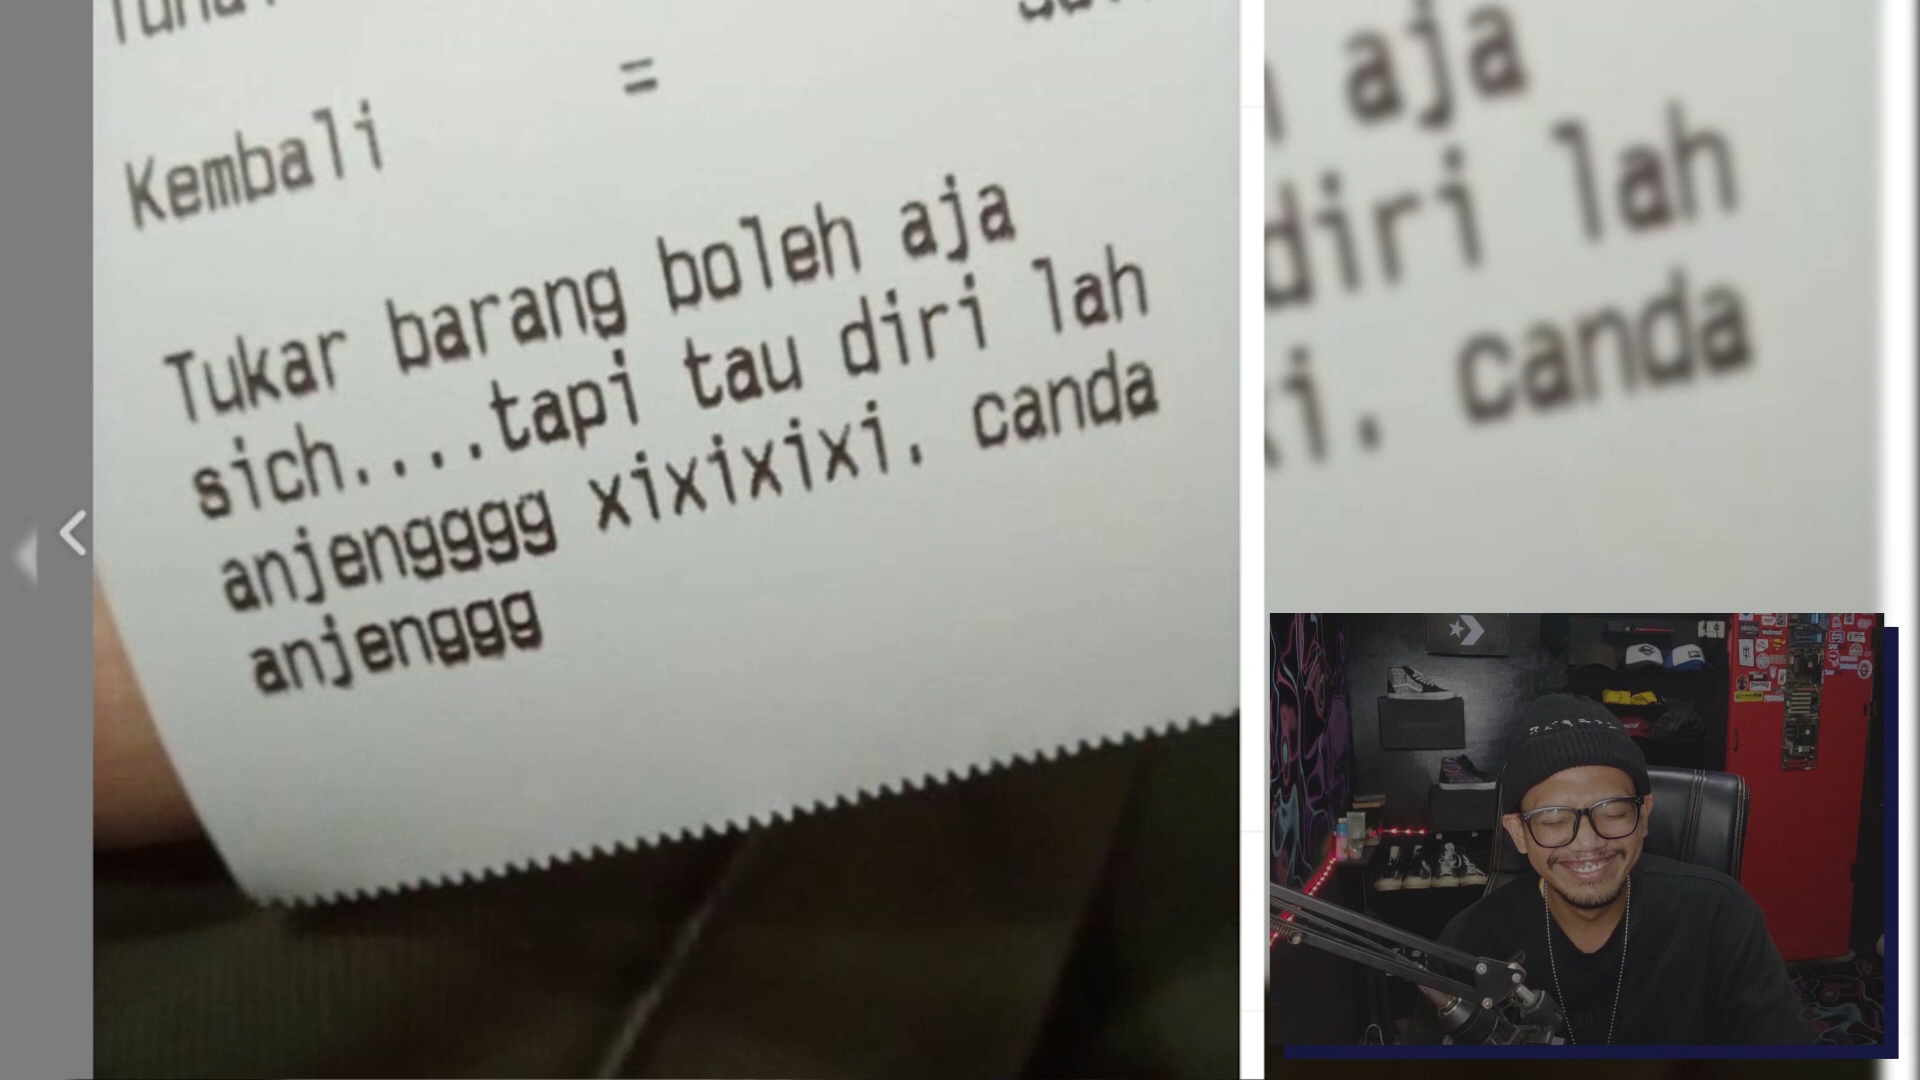 =
Kembali
Tukar barang boleh aja
sich....tapi tau diri lah
anjengggg xixixixi, canda
anjenggg
aja
diri lah
i, canda